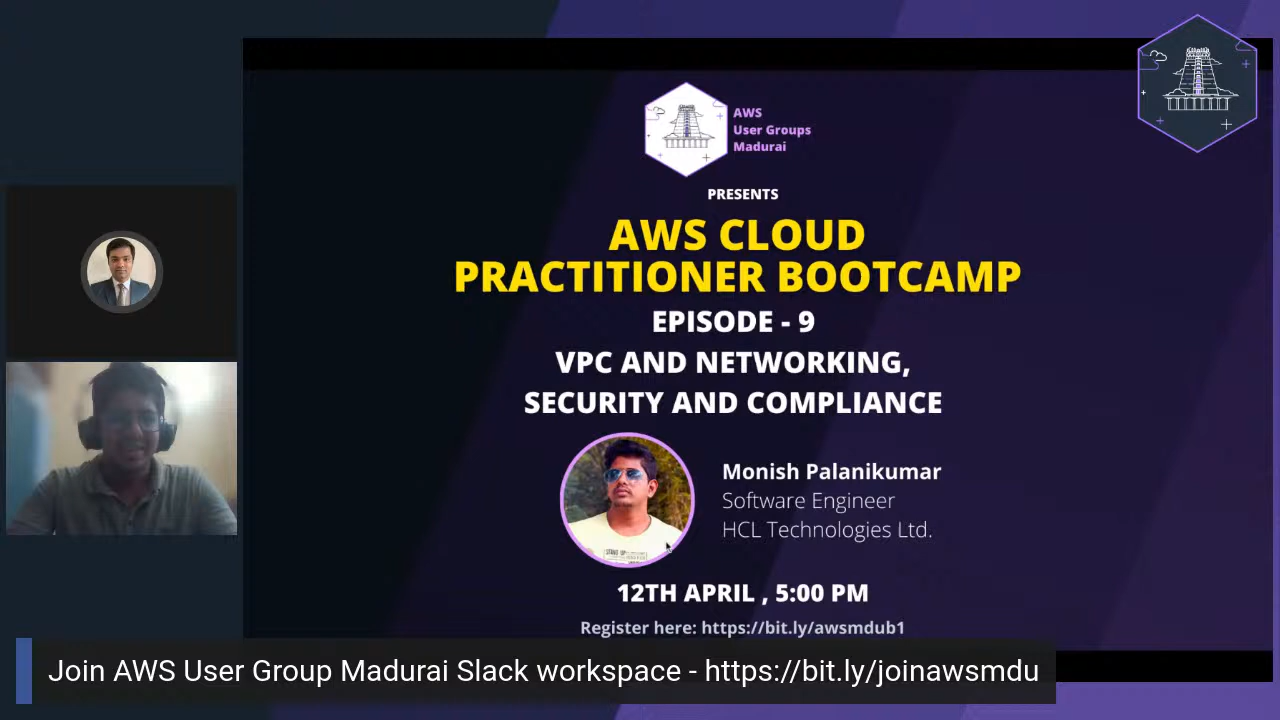 AWS
User Groups
Madurai
PRESENTS
AWS CLOUD
PRACTITIONER BOOTCAMP
EPISODE - 9
VPC AND NETWORKING,
SECURITY AND COMPLIANCE
Monish Palanikumar
Software Engineer
HCL Technologies Ltd.
12TH APRIL , 5:00 PM
Register here: https://bit.ly/awsmdub1
Join AWS User Group Madurai Slack workspace - https://bit.ly/joinawsmdu